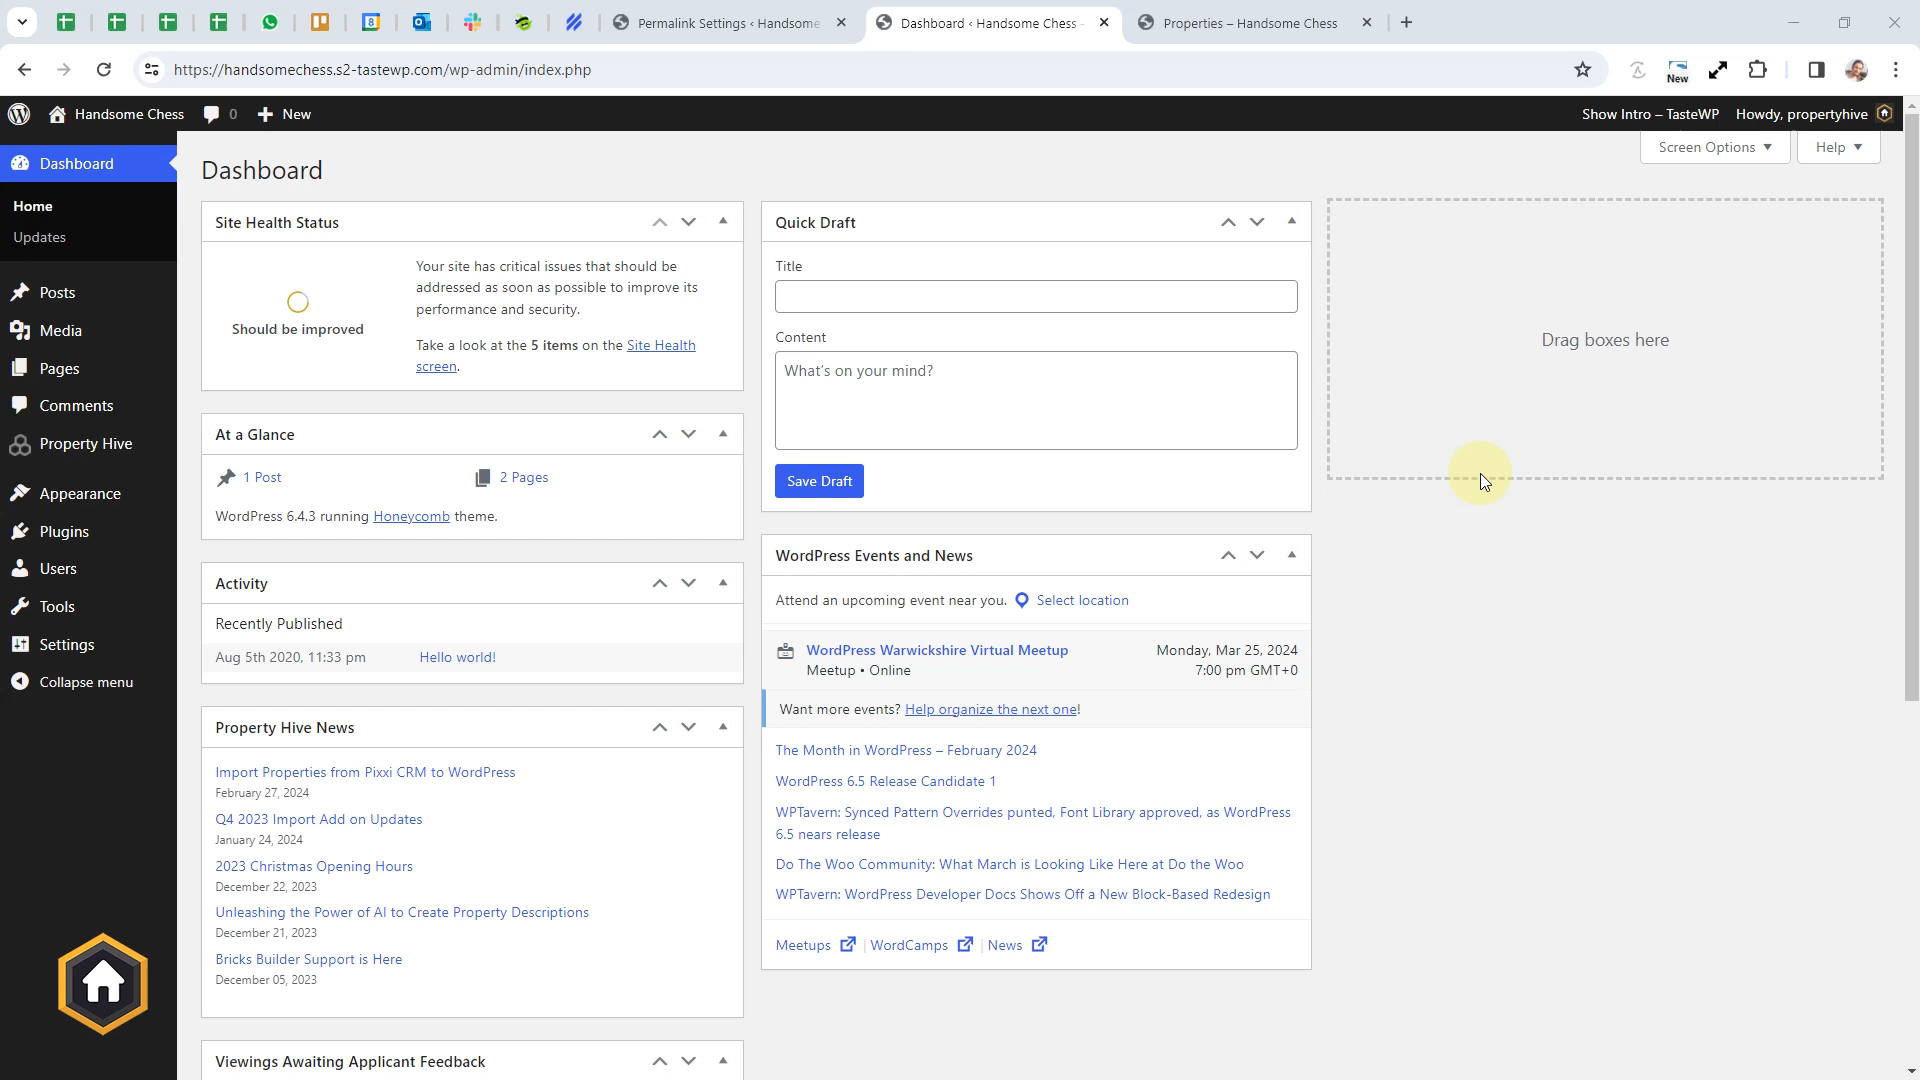 Permalink Settings ‹ Handsome
Dashboard ‹ Handsome Chess -
Properties – Handsome Chess
https://handsomechess.s2-tastewp.com/wp-admin/index.php
New
Handsome Chess
0
New
Show Intro – TasteWP
Howdy, propertyhive
Dashboard
Home
Updates
Posts
Media
Pages
Comments
Property Hive
Appearance
Plugins
Users
Tools
Settings
Collapse menu
Dashboard
Screen Options
Help
Site Health Status
Should be improved
Your site has critical issues that should be
addressed as soon as possible to improve its
performance and security.
Take a look at the 5 items on the Site Health
screen.
At a Glance
1 Post
2 Pages
WordPress 6.4.3 running Honeycomb theme.
Activity
Recently Published
Aug 5th 2020, 11:33 pm
Hello world!
Property Hive News
Import Properties from Pixxi CRM to WordPress
February 27, 2024
Q4 2023 Import Add on Updates
January 24, 2024
2023 Christmas Opening Hours
December 22, 2023
Unleashing the Power of AI to Create Property Descriptions
December 21, 2023
Bricks Builder Support is Here
December 05, 2023
Viewings Awaiting Applicant Feedback
Quick Draft
Title
Content
What's on your mind?
Save Draft
WordPress Events and News
Attend an upcoming event near you.
Select location
WordPress Warwickshire Virtual Meetup
Meetup • Online
Monday, Mar 25, 2024
7:00 pm GMT+0
Want more events? Help organize the next one!
The Month in WordPress – February 2024
WordPress 6.5 Release Candidate 1
WPTavern: Synced Pattern Overrides punted, Font Library approved, as WordPress
6.5 nears release
Do The Woo Community: What March is Looking Like Here at Do the Woo
WPTavern: WordPress Developer Docs Shows Off a New Block-Based Redesign
Meetups | WordCamps | News
Drag boxes here